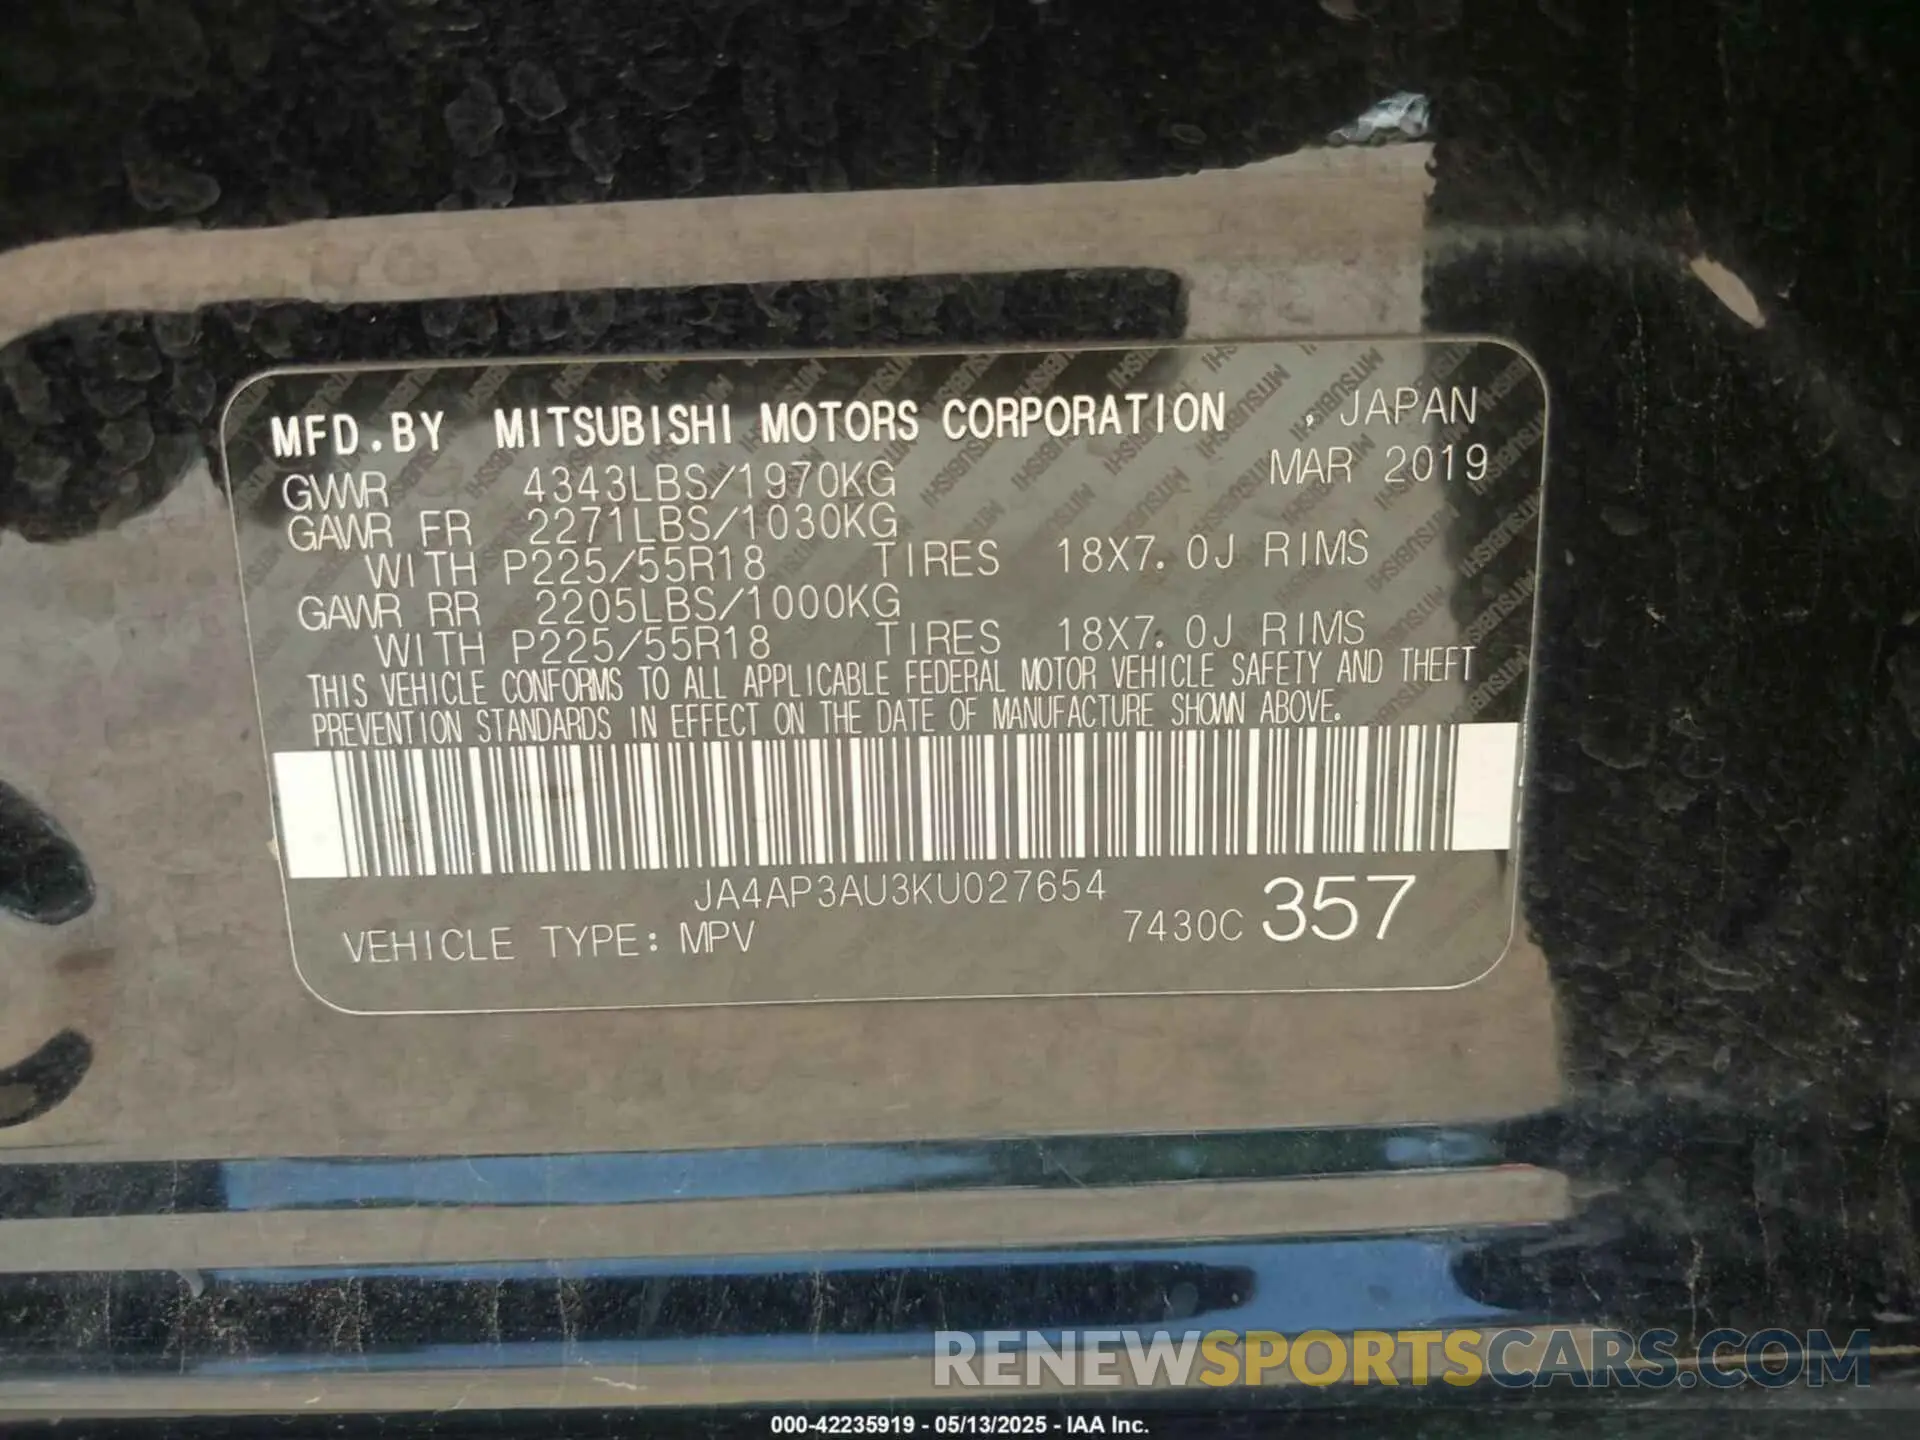 MFD.BY MITSUBISHI MOTORS CORPORATION , JAPAN
GVWR 4343LBS/1970KG MAR 2019
GAWR FR 2271LBS/1030KG
WITH P225/55R18 TIRES 18X7.0J RIMS
GAWR RR 2205LBS/1000KG
WITH P225/55R18 TIRES 18X7.0J RIMS
THIS VEHICLE CONFORMS TO ALL APPLICABLE FEDERAL MOTOR VEHICLE SAFETY AND THEFT
PREVENTION STANDARDS IN EFFECT ON THE DATE OF MANUFACTURE SHOWN ABOVE.
JA4AP3AU3KU027654
VEHICLE TYPE: MPV 7430C 357
RENEWSPORTSCARS.COM
000-42235919 - 05/13/2025 - IAA Inc.